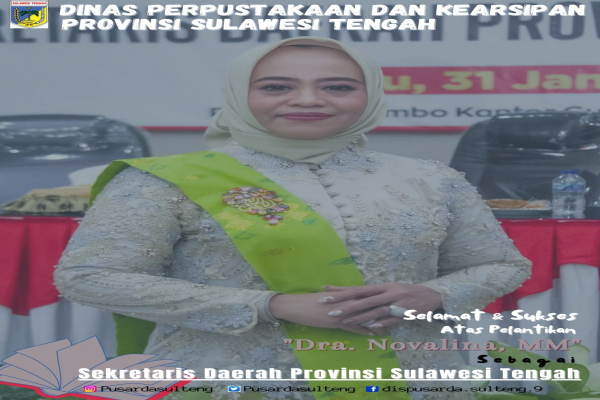 DINAS PERPUSTAKAAN DAN KEARSIPAN
PROVINSI SULAWESI TENGAH
31
Kantor
Selamat & Sukses
Atas Pelantikan
"Dra. Novalina, MM"
Sebagai
Sekretaris Daerah Provinsi Sulawesi Tengah
Pusardasulteng Pusardasulteng dispusarda.sulteng.9